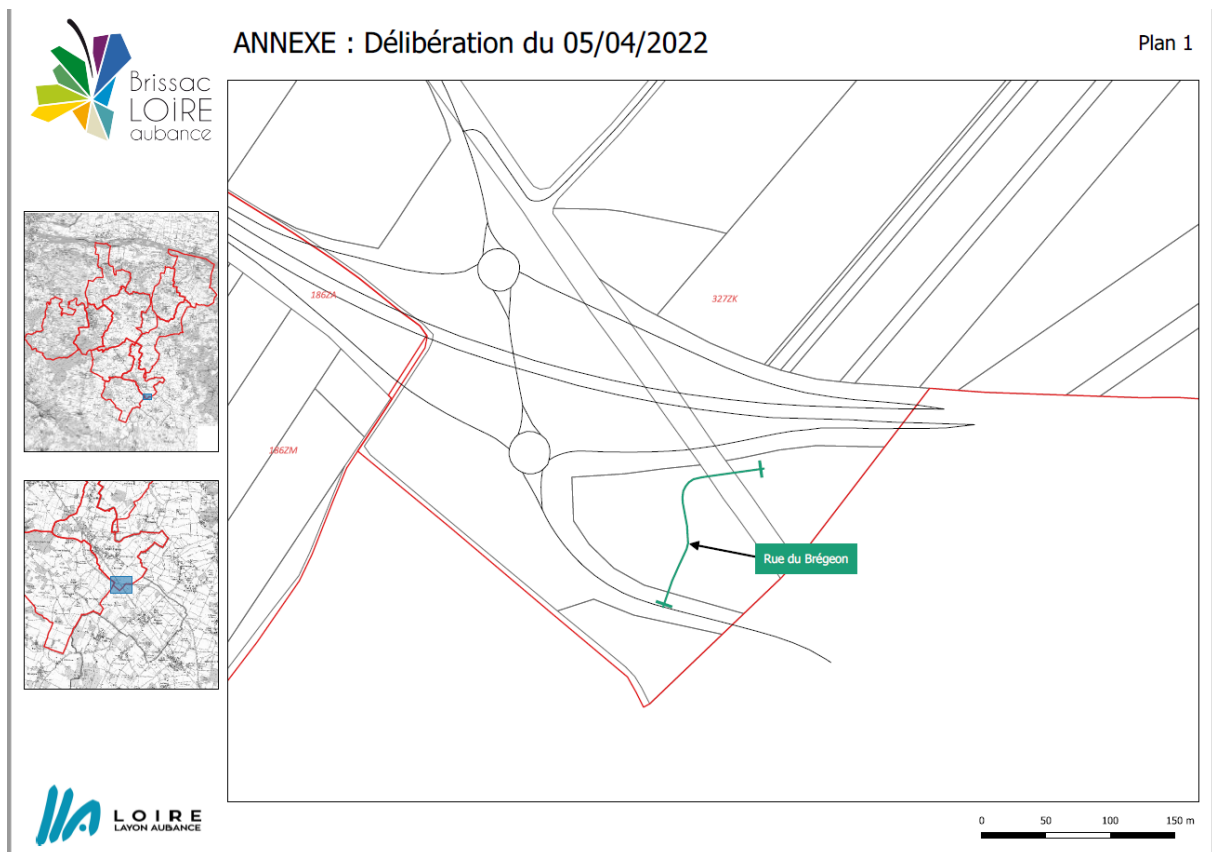 ANNEXE : Délibération du 05/04/2022
Plan 1
Brissac
LOiRE
aubance
186ZA
327ZK
186ZM
Rue du Brégeon
LOIRE
LAYON AUBANCE
0 50 100 150 m